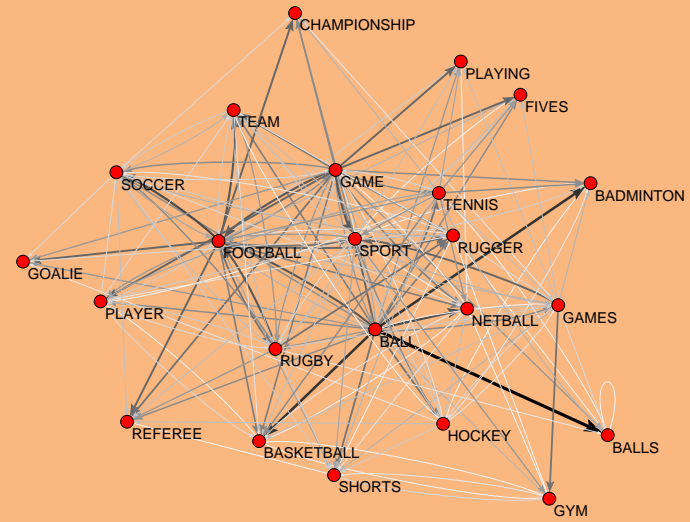 CHAMPIONSHIP
PLAYING
FIVES
TEAM
GAME
SOCCER
TENNIS
BADMINTON
FOOTBALL
SPORT
RUGGER
GOALIE
PLAYER
NETBALL
GAMES
BALL
RUGBY
REFEREE
HOCKEY
BASKETBALL
BALLS
SHORTS
GYM